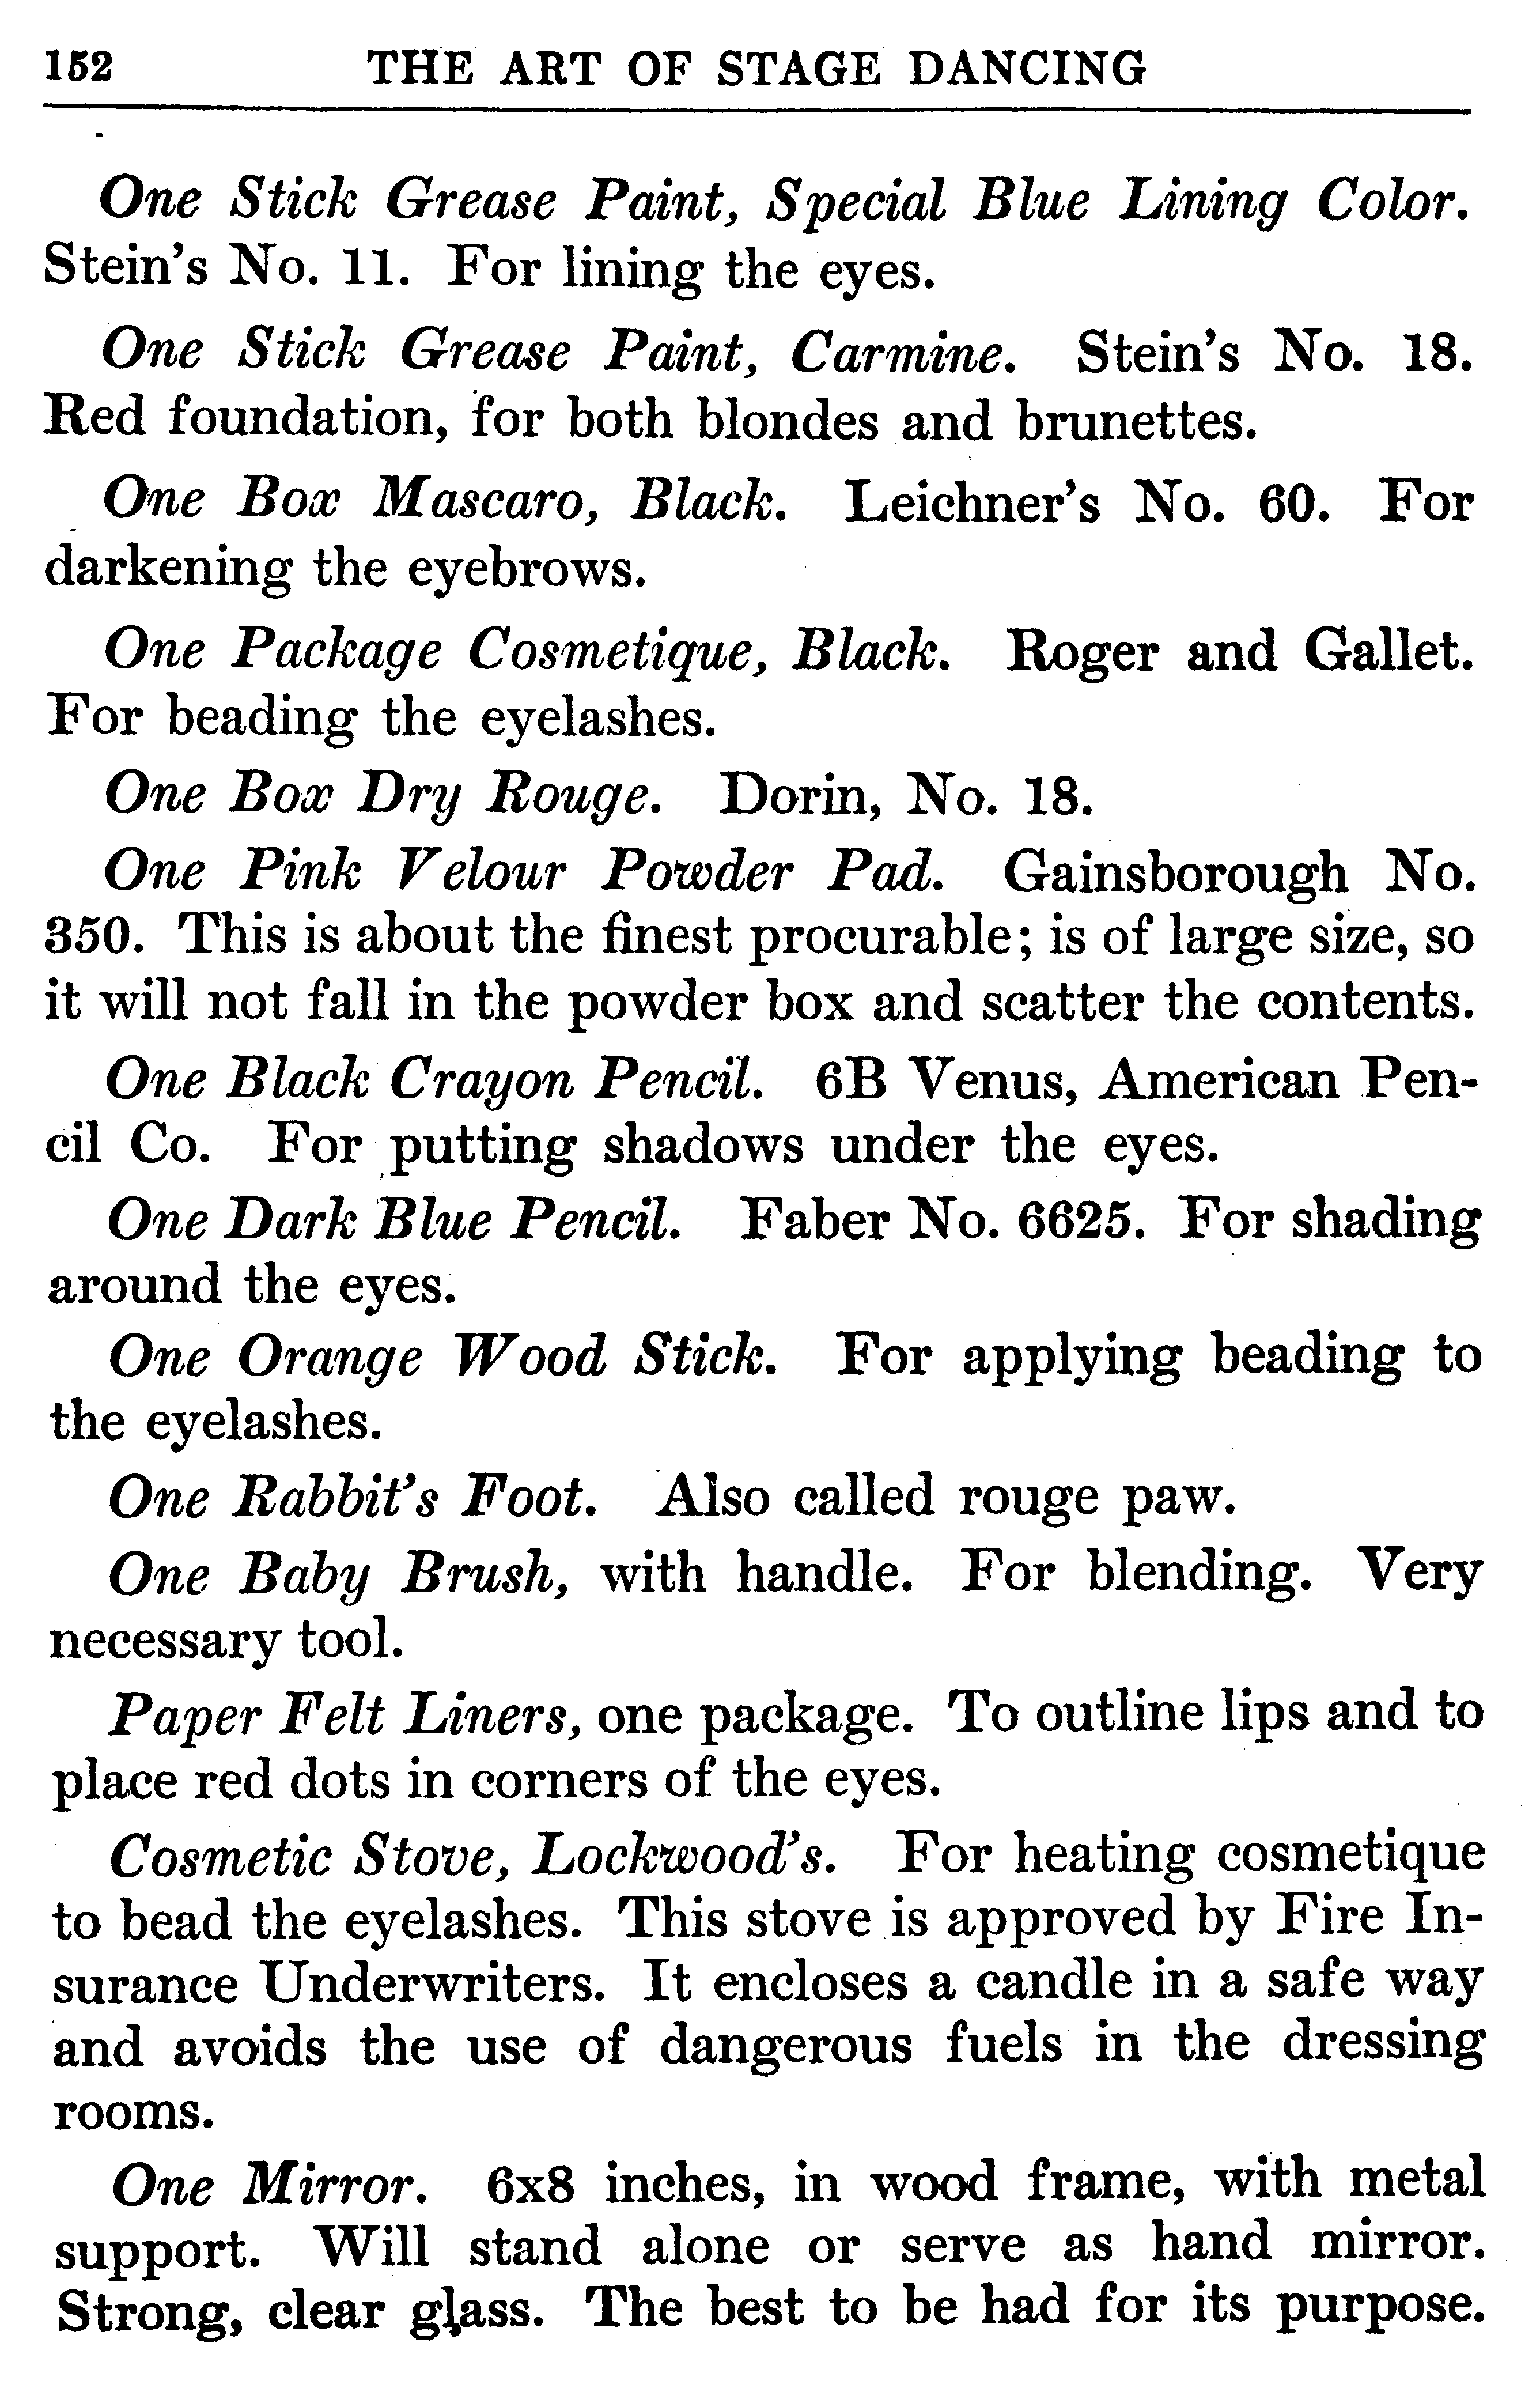 152 THE ART OF STAGE DANCING
One Stick Grease Paint, Special Blue Lining Color.
Stein's No. 11. For lining the eyes.
One Stick Grease Paint, Carmine. Stein's No. 18.
Red foundation, for both blondes and brunettes.
One Box Mascaro, Black. Leichner's No. 60. For
darkening the eyebrows.
One Package Cosmetique, Black. Roger and Gallet.
For beading the eyelashes.
One Box Dry Rouge. Dorin, No. 18.
One Pink Velour Powder Pad. Gainsborough No.
350. This is about the finest procurable; is of large size, so
it will not fall in the powder box and scatter the contents.
One Black Crayon Pencil. 6B Venus, American Pen-
cil Co. For putting shadows under the eyes.
One Dark Blue Pencil. Faber No. 6625. For shading
around the eyes.
One Orange Wood Stick. For applying beading to
the eyelashes.
One Rabbit's Foot. Also called rouge paw.
One Baby Brush, with handle. For blending. Very
necessary tool.
Paper Felt Liners, one package. To outline lips and to
place red dots in corners of the eyes.
Cosmetic Stove, Lockwood's. For heating cosmetique
to bead the eyelashes. This stove is approved by Fire In-
surance Underwriters. It encloses a candle in a safe way
and avoids the use of dangerous fuels in the dressing
rooms.
One Mirror. 6x8 inches, in wood frame, with metal
support. Will stand alone or serve as hand mirror.
Strong, clear glass. The best to be had for its purpose.